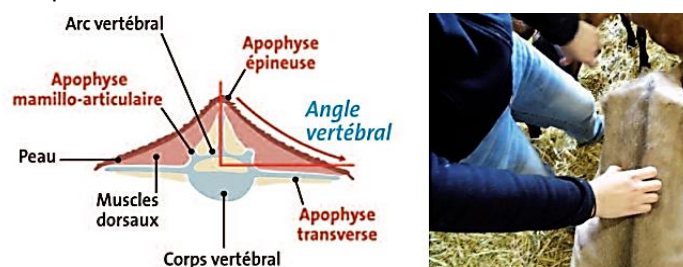 Arc vertébral
Apophyse
épineuse
Apophyse
mamillo-articulaire
Angle
vertébral
Peau
Muscles
dorsaux
Apophyse
transverse
Corps vertébral